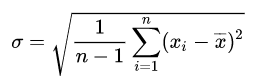 σ = √(1/(n − 1) ∑_{i=1}^{n} (x_i − x̅)²)